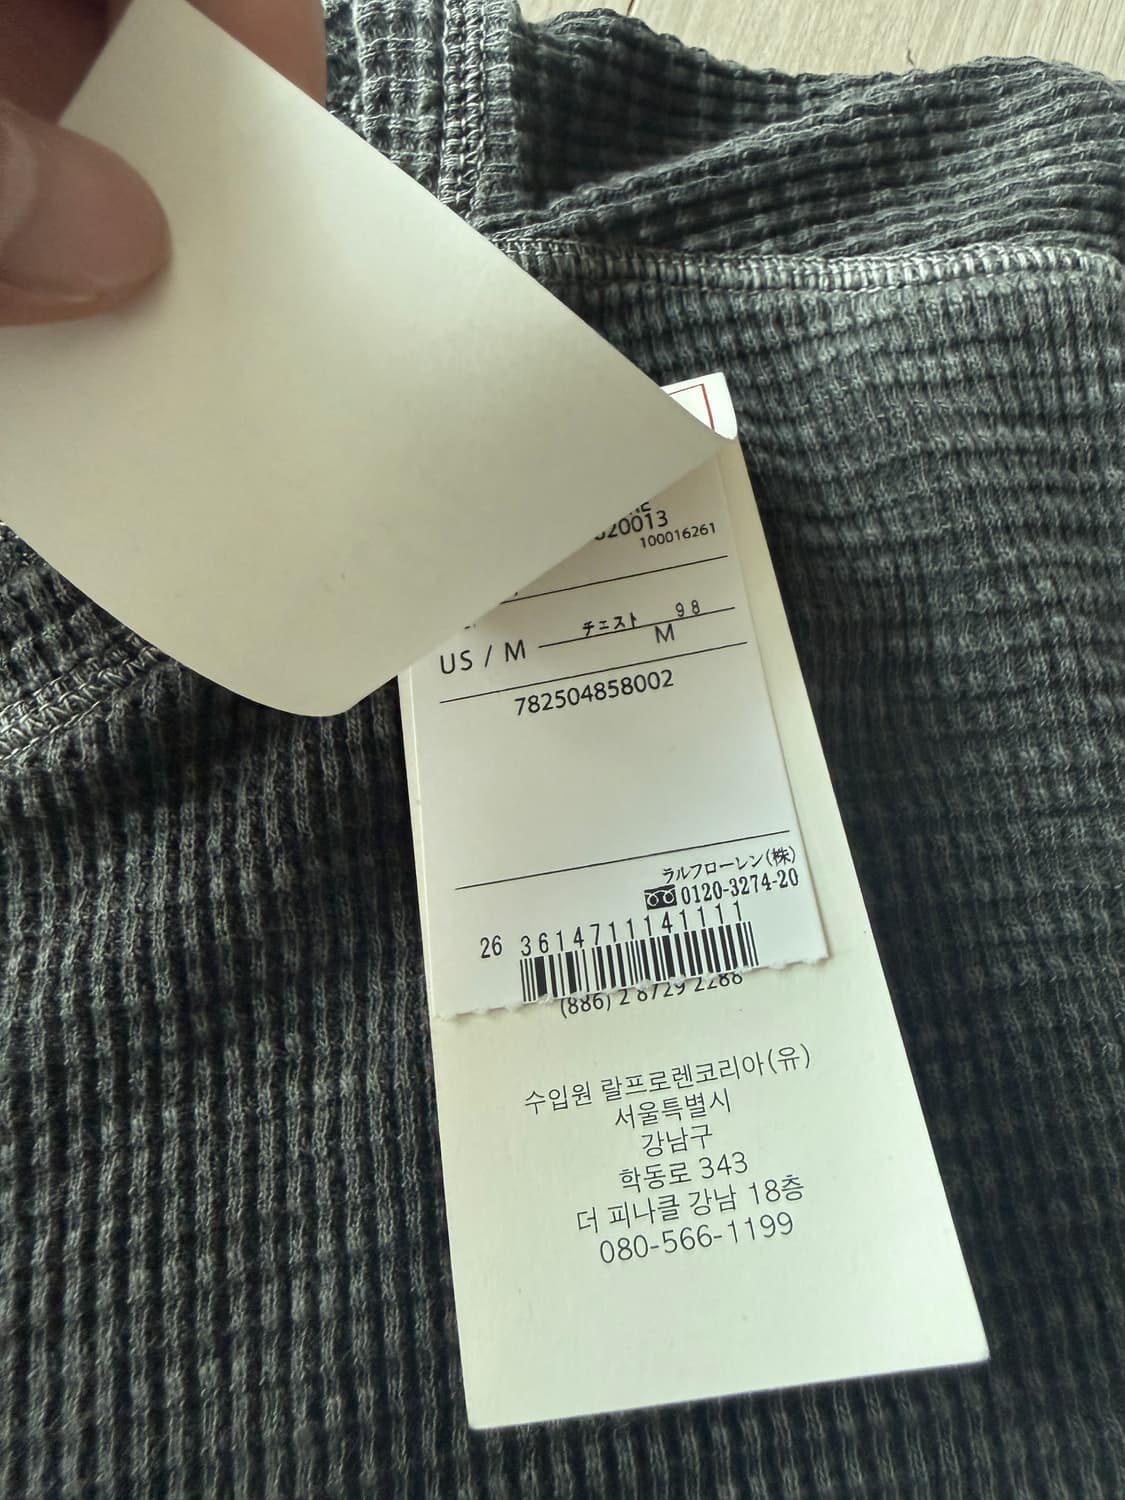 20013
100016261
チェスト 98
US / M M
782504858002
ラルフローレン(株)
0120-3274-20
26 3614711141111
(886) 2 8729 2288
수입원 랄프로렌코리아(유)
서울특별시
강남구
학동로 343
더 피나클 강남 18층
080-566-1199